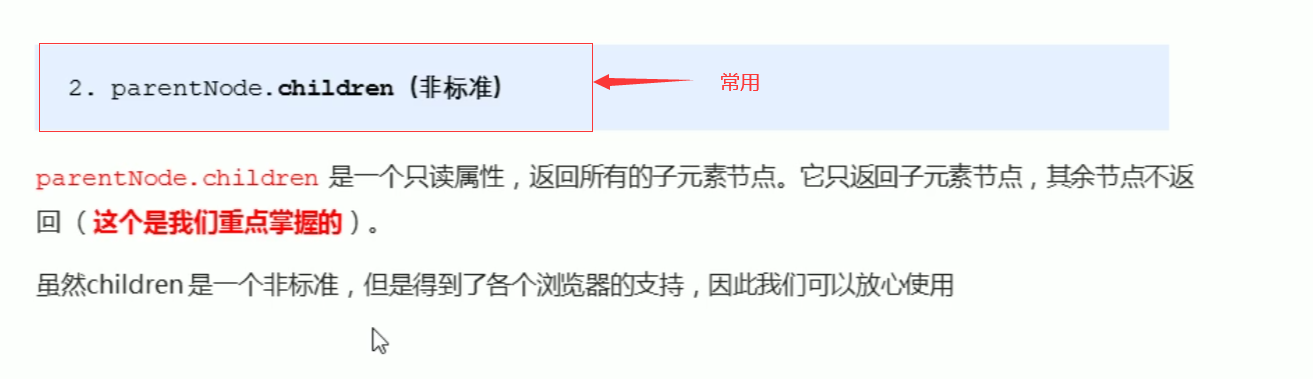 2. parentNode.children（非标准）
常用
parentNode.children 是一个只读属性，返回所有的子元素节点。它只返回子元素节点，其余节点不返
回（这个是我们重点掌握的）。
虽然children 是一个非标准，但是得到了各个浏览器的支持，因此我们可以放心使用